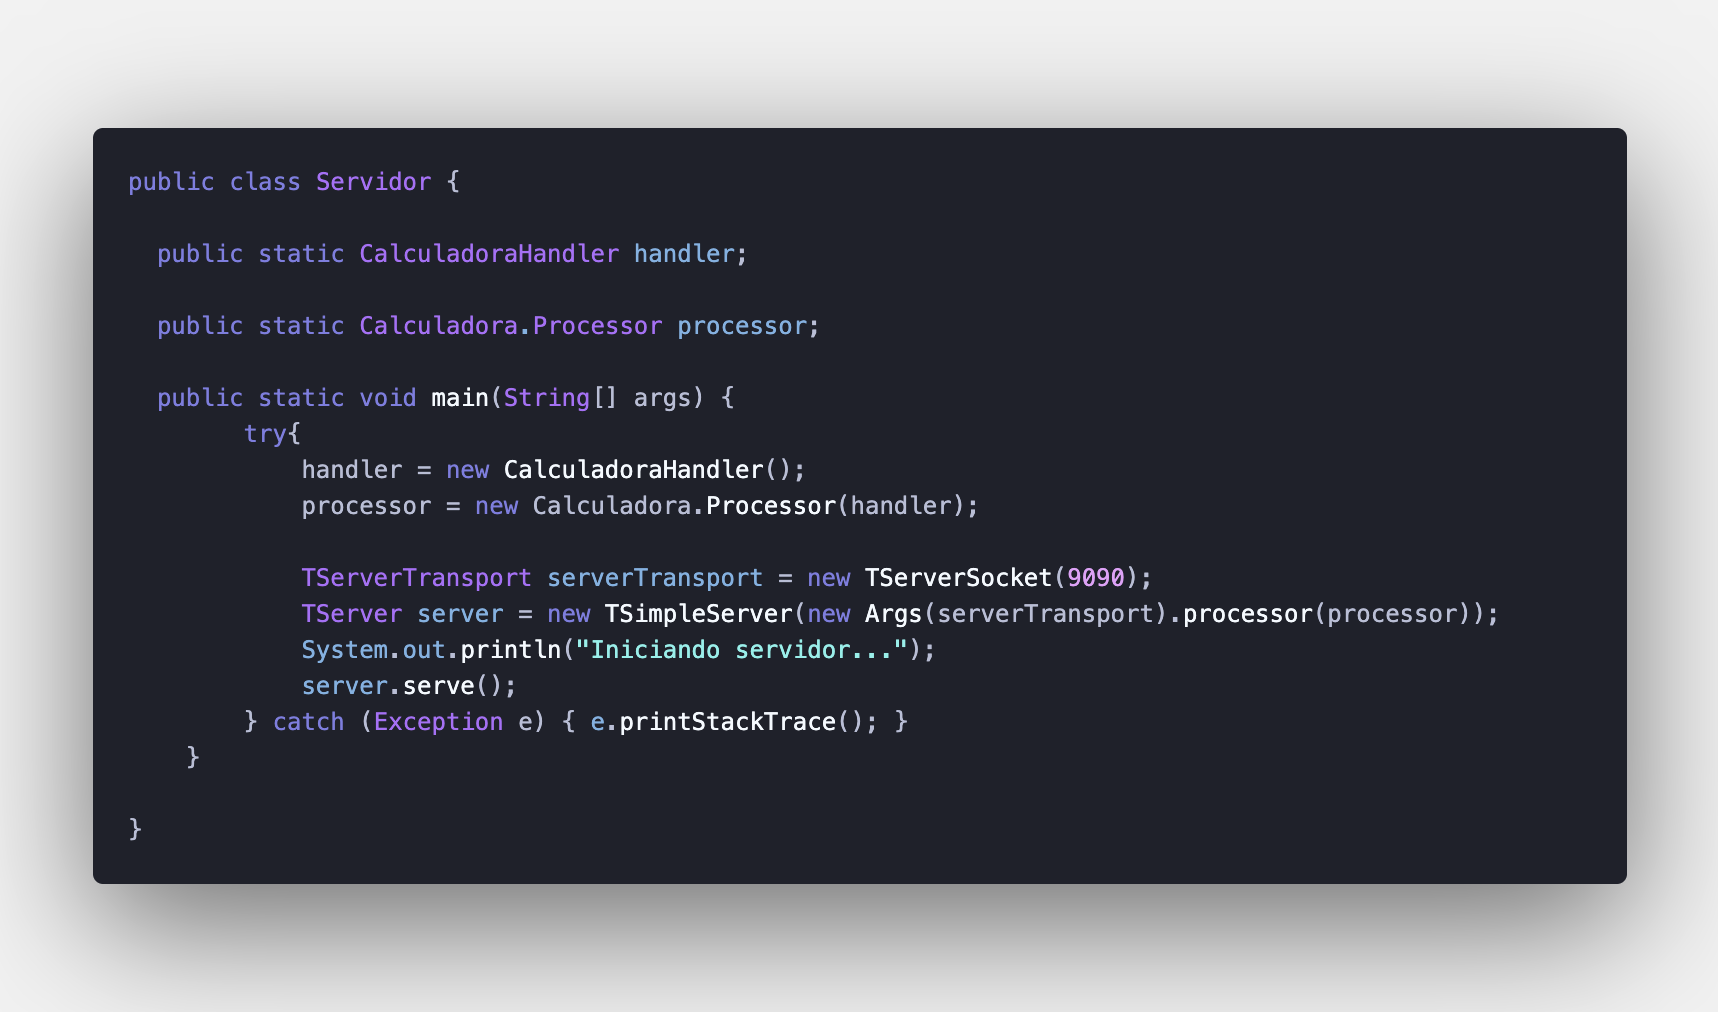 public class Servidor {
public static CalculadoraHandler handler;
public static Calculadora.Processor processor;
public static void main(String[] args) {
try{
handler = new CalculadoraHandler();
processor = new Calculadora.Processor(handler);
TServerTransport serverTransport = new TServerSocket(9090);
TServer server = new TSimpleServer(new Args(serverTransport).processor(processor));
System.out.println("Iniciando servidor...");
server.serve();
} catch (Exception e) { e.printStackTrace(); }
}
}